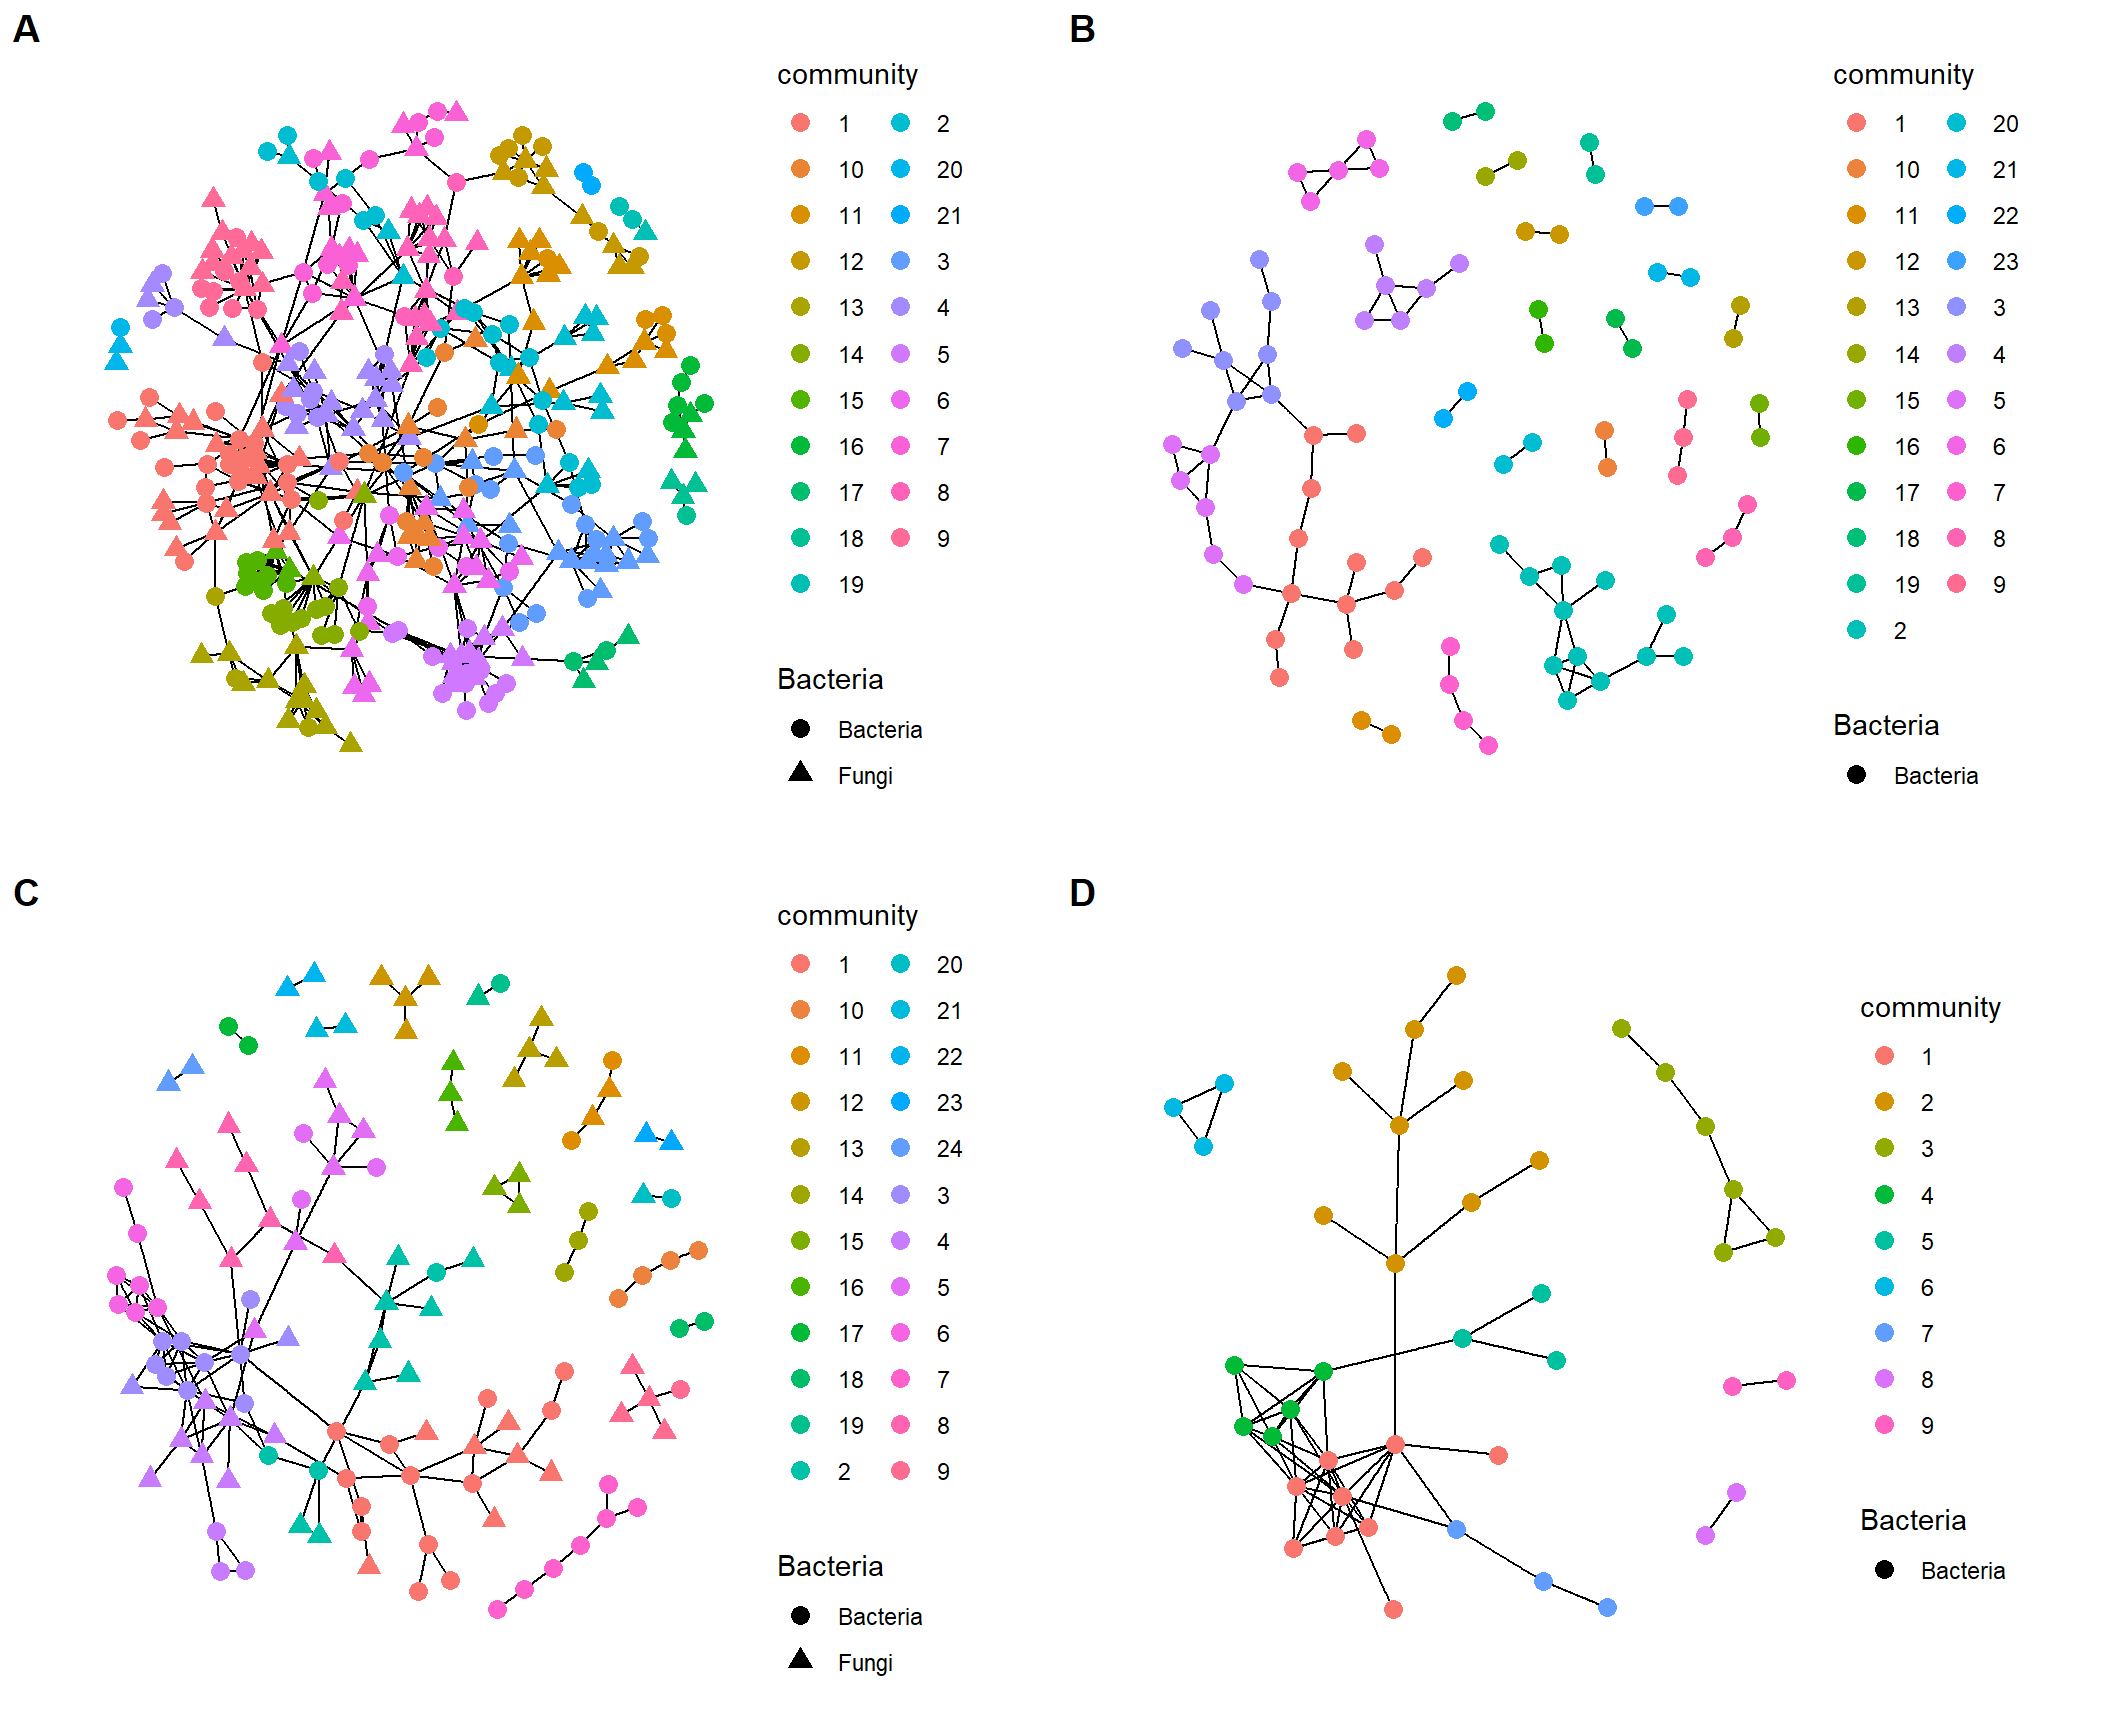 A
community
1 2
10 20
11 21
12 3
13 4
14 5
15 6
16 7
17 8
18 9
19
Bacteria
Bacteria
Fungi
B
community
1 20
10 21
11 22
12 23
13 3
14 4
15 5
16 6
17 7
18 8
19 9
2
Bacteria
Bacteria
C
community
1 20
10 21
11 22
12 23
13 24
14 3
15 4
16 5
17 6
18 7
19 8
2 9
Bacteria
Bacteria
Fungi
D
community
1
2
3
4
5
6
7
8
9
Bacteria
Bacteria